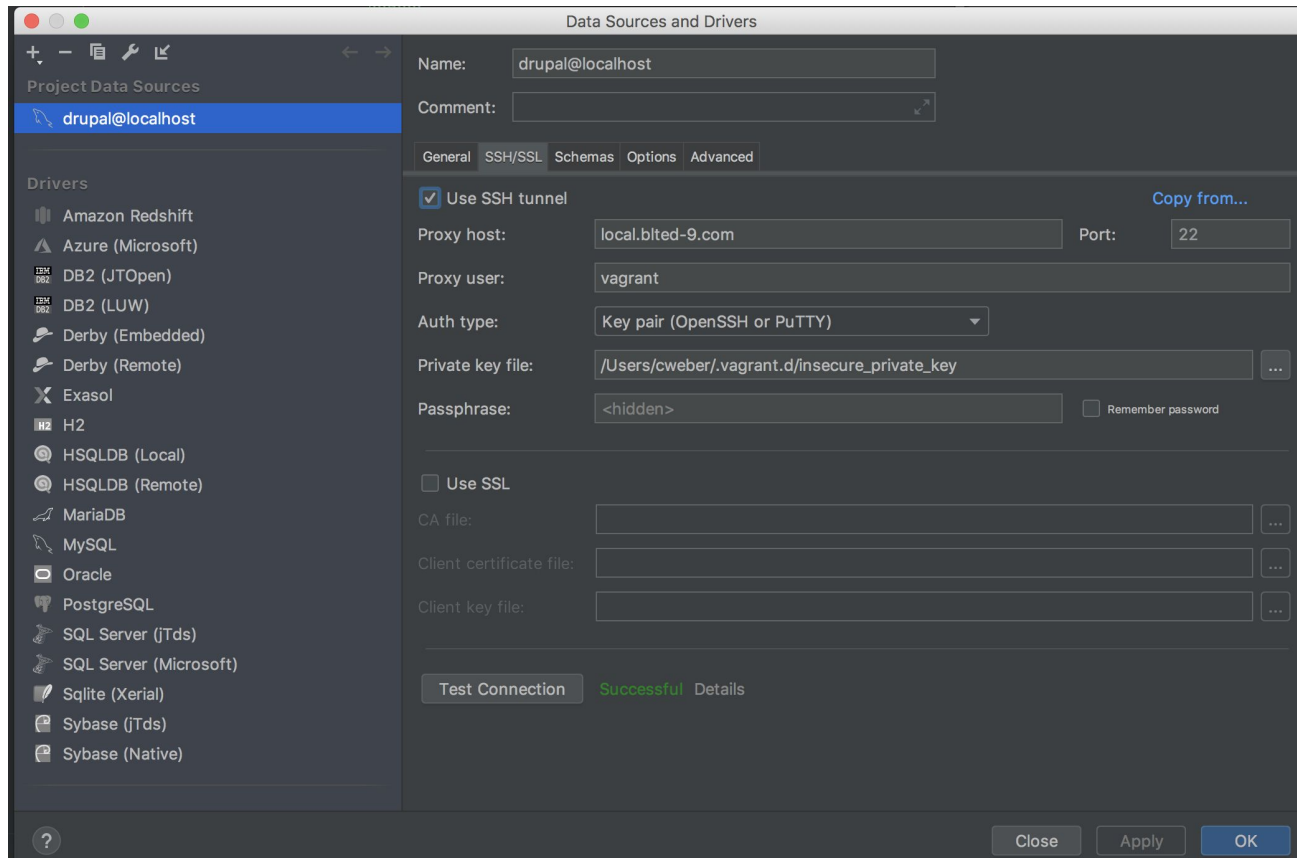 Data Sources and Drivers
Project Data Sources
drupal@localhost
Drivers
Amazon Redshift
Azure (Microsoft)
IBM DB2 DB2 (JTOpen)
IBM DB2 DB2 (LUW)
Derby (Embedded)
Derby (Remote)
Exasol
H2 H2
HSQLDB (Local)
HSQLDB (Remote)
MariaDB
MySQL
Oracle
PostgreSQL
SQL Server (jTds)
SQL Server (Microsoft)
Sqlite (Xerial)
Sybase (jTds)
Sybase (Native)
?
Name: drupal@localhost
Comment:
General SSH/SSL Schemas Options Advanced
Use SSH tunnel Copy from...
Proxy host: local.blted-9.com Port: 22
Proxy user: vagrant
Auth type: Key pair (OpenSSH or PuTTY)
Private key file: /Users/cweber/.vagrant.d/insecure_private_key ...
Passphrase: <hidden> Remember password
Use SSL
CA file: ...
Client certificate file: ...
Client key file: ...
Test Connection Successful Details
Close Apply OK